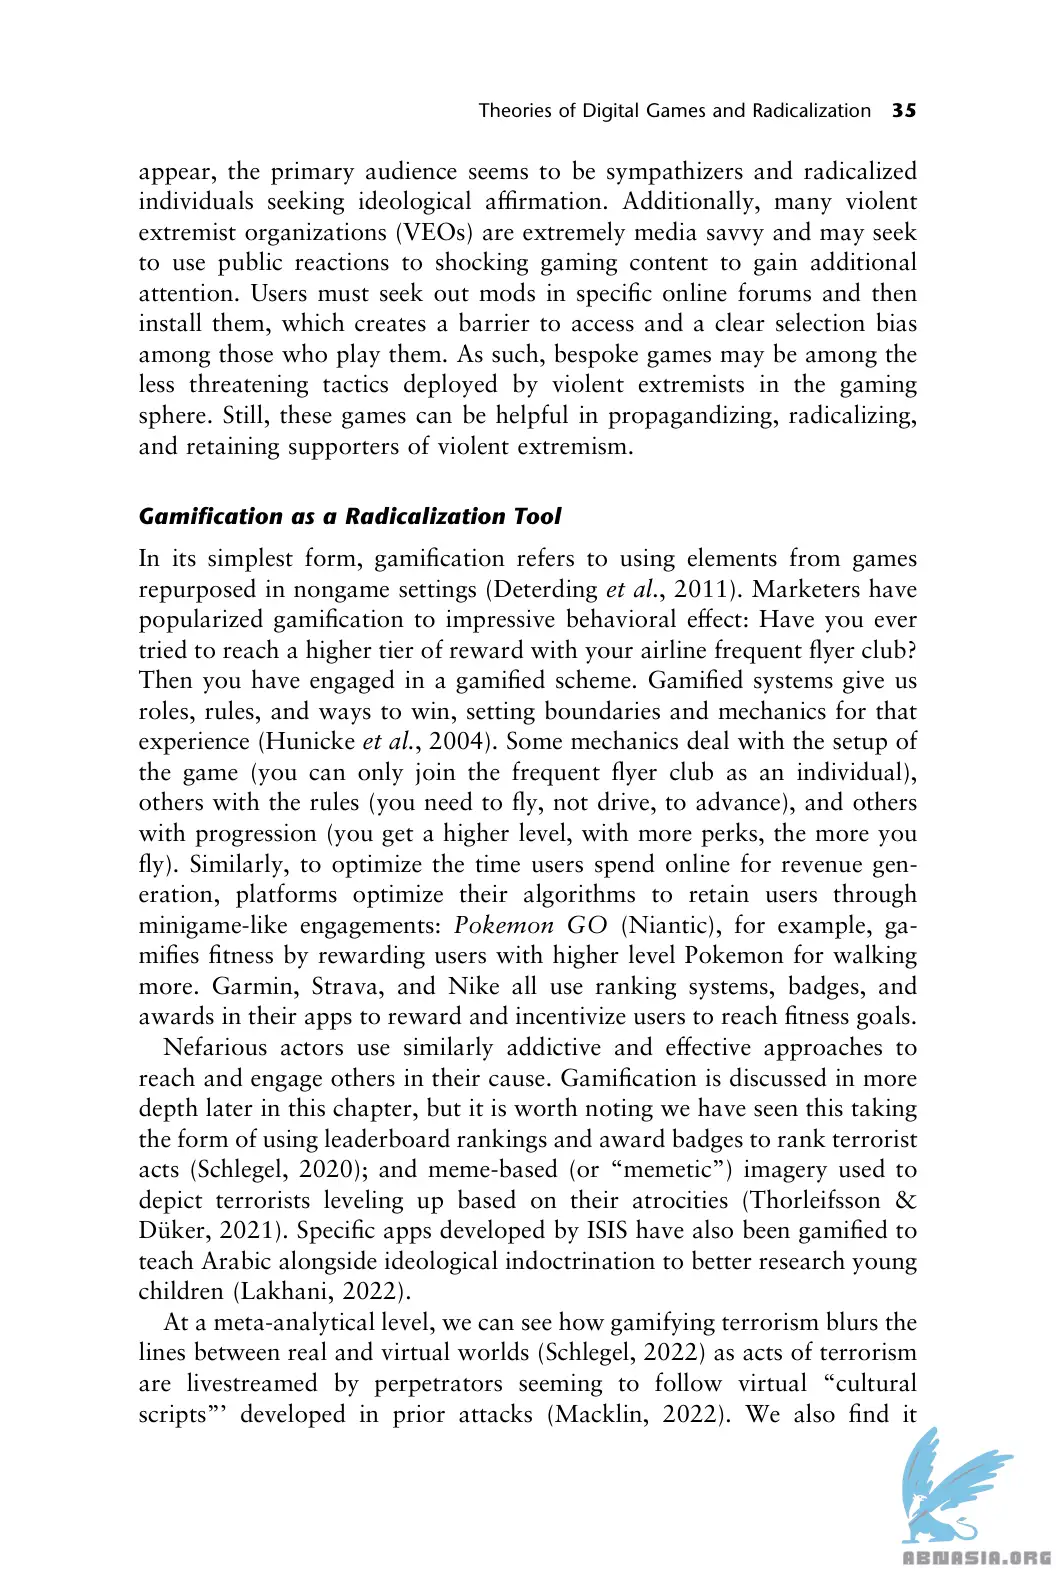 Theories of Digital Games and Radicalization 35
appear, the primary audience seems to be sympathizers and radicalized
individuals seeking ideological affirmation. Additionally, many violent
extremist organizations (VEOs) are extremely media savvy and may seek
to use public reactions to shocking gaming content to gain additional
attention. Users must seek out mods in specific online forums and then
install them, which creates a barrier to access and a clear selection bias
among those who play them. As such, bespoke games may be among the
less threatening tactics deployed by violent extremists in the gaming
sphere. Still, these games can be helpful in propagandizing, radicalizing,
and retaining supporters of violent extremism.
Gamification as a Radicalization Tool
In its simplest form, gamification refers to using elements from games
repurposed in nongame settings (Deterding et al., 2011). Marketers have
popularized gamification to impressive behavioral effect: Have you ever
tried to reach a higher tier of reward with your airline frequent flyer club?
Then you have engaged in a gamified scheme. Gamified systems give us
roles, rules, and ways to win, setting boundaries and mechanics for that
experience (Hunicke et al., 2004). Some mechanics deal with the setup of
the game (you can only join the frequent flyer club as an individual),
others with the rules (you need to fly, not drive, to advance), and others
with progression (you get a higher level, with more perks, the more you
fly). Similarly, to optimize the time users spend online for revenue gen-
eration, platforms optimize their algorithms to retain users through
minigame-like engagements: Pokemon GO (Niantic), for example, ga-
mifies fitness by rewarding users with higher level Pokemon for walking
more. Garmin, Strava, and Nike all use ranking systems, badges, and
awards in their apps to reward and incentivize users to reach fitness goals.
Nefarious actors use similarly addictive and effective approaches to
reach and engage others in their cause. Gamification is discussed in more
depth later in this chapter, but it is worth noting we have seen this taking
the form of using leaderboard rankings and award badges to rank terrorist
acts (Schlegel, 2020); and meme-based (or “memetic”) imagery used to
depict terrorists leveling up based on their atrocities (Thorleifsson &
Düker, 2021). Specific apps developed by ISIS have also been gamified to
teach Arabic alongside ideological indoctrination to better research young
children (Lakhani, 2022).
At a meta-analytical level, we can see how gamifying terrorism blurs the
lines between real and virtual worlds (Schlegel, 2022) as acts of terrorism
are livestreamed by perpetrators seeming to follow virtual “cultural
scripts”’ developed in prior attacks (Macklin, 2022). We also find it
ABNASIA.ORG